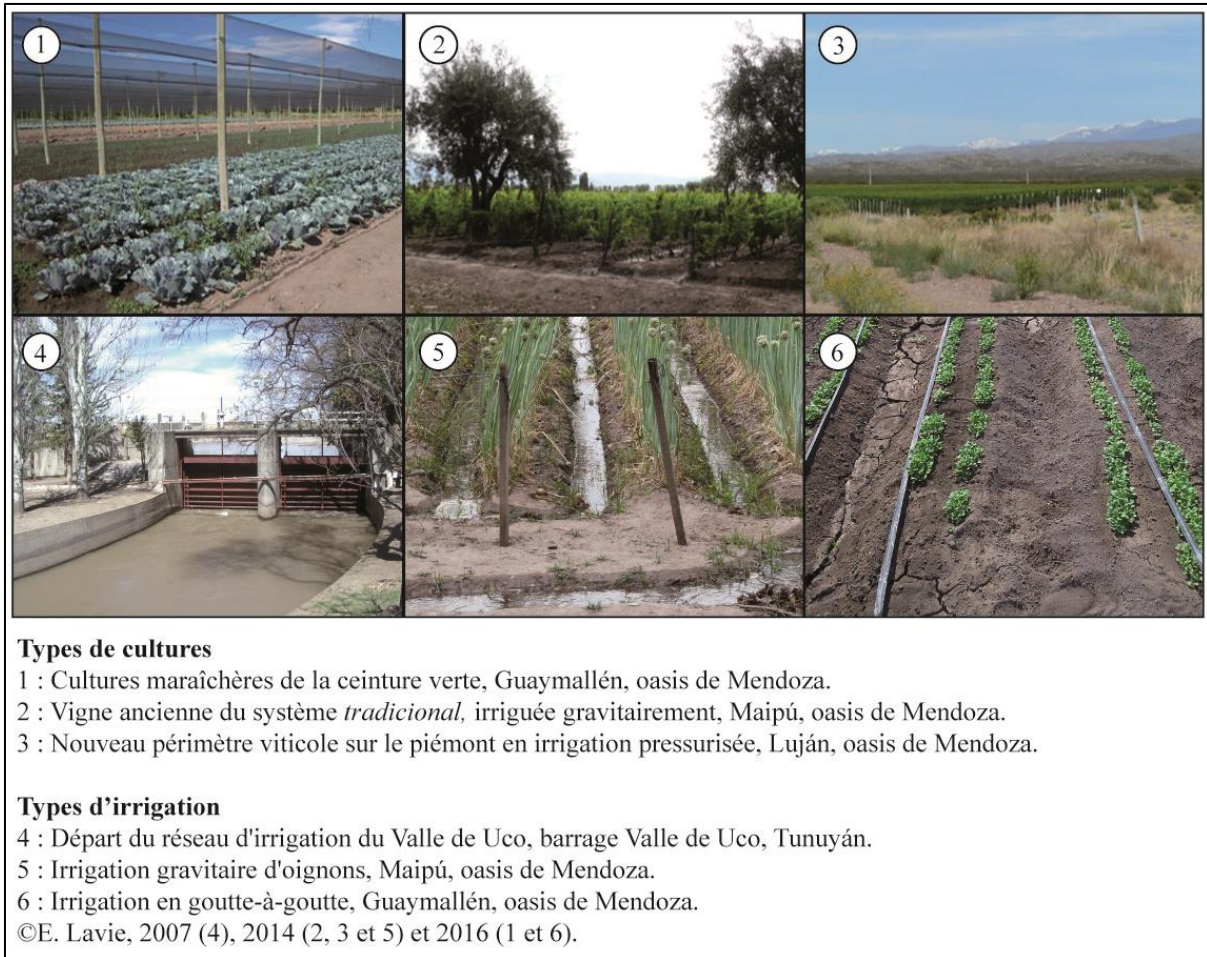 1
2
3
4
5
6
Types de cultures
1 : Cultures maraîchères de la ceinture verte, Guaymallén, oasis de Mendoza.
2 : Vigne ancienne du système tradicional, irriguée gravitairement, Maipú, oasis de Mendoza.
3 : Nouveau périmètre viticole sur le piémont en irrigation pressurisée, Luján, oasis de Mendoza.
Types d’irrigation
4 : Départ du réseau d'irrigation du Valle de Uco, barrage Valle de Uco, Tunuyán.
5 : Irrigation gravitaire d'oignons, Maipú, oasis de Mendoza.
6 : Irrigation en goutte-à-goutte, Guaymallén, oasis de Mendoza.
©E. Lavie, 2007 (4), 2014 (2, 3 et 5) et 2016 (1 et 6).